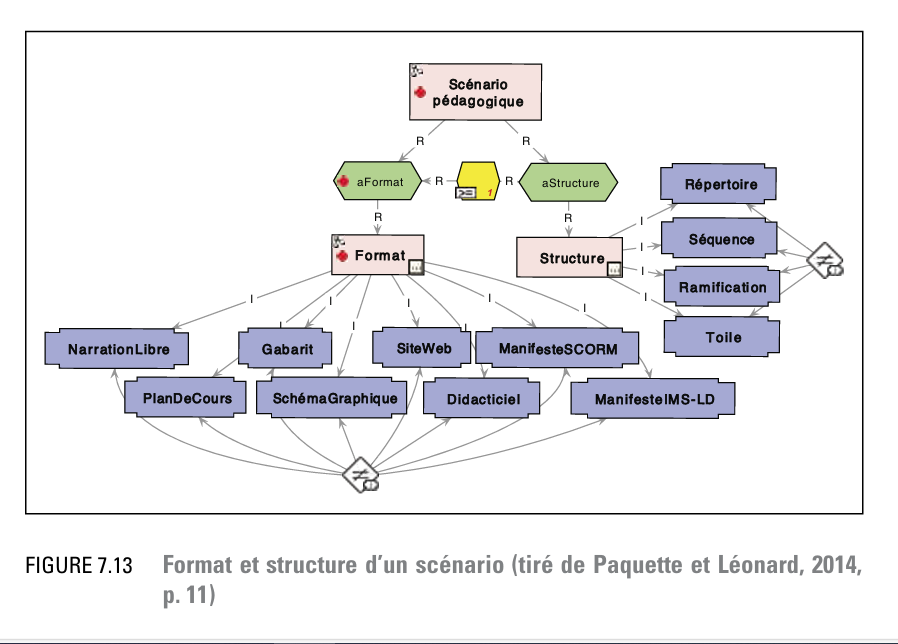 Scénario
pédagogique
R
R
aFormat
R
>=
1
R
aStructure
R
R
Format
Structure
Répertoire
Séquence
Ramification
Toile
I
I
I
I
I
I
I
I
I
I
I
I
NarrationLibre
Gabarit
SiteWeb
ManifesteSCORM
PlanDeCours
SchémaGraphique
Didacticiel
ManifesteIMS-LD
FIGURE 7.13 Format et structure d'un scénario (tiré de Paquette et Léonard, 2014,
p. 11)